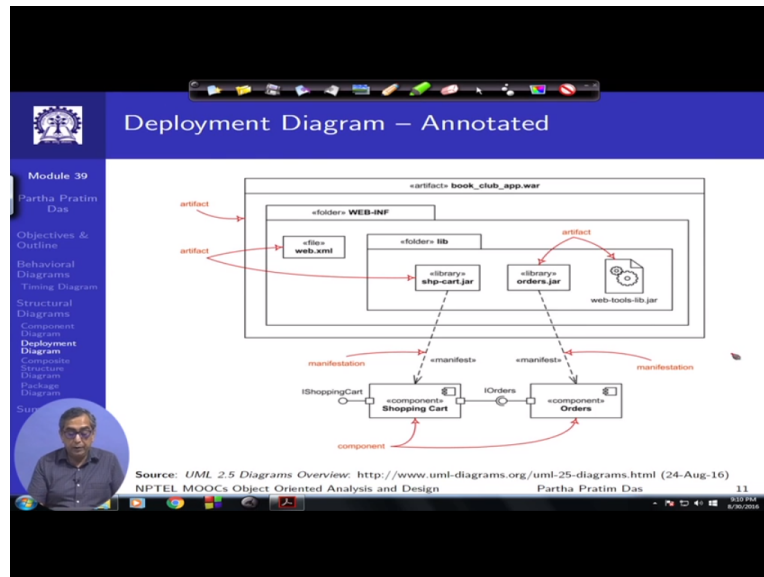 Deployment Diagram – Annotated
Module 39
Partha Pratim
Das
Objectives &
Outline
Behavioral
Diagrams
Timing Diagram
Structural
Diagrams
Component
Diagram
Deployment
Diagram
Composite
Structure
Diagram
Package
Diagram
«artifact» book_club_app.war
artifact
«folder» WEB-INF
artifact
artifact
«file»
web.xml
«folder» lib
«library»
shp-cart.jar
«library»
orders.jar
web-tools-lib.jar
manifestation
«manifest»
«manifest»
manifestation
IShoppingCart
«component»
Shopping Cart
IOrders
«component»
Orders
component
Source: UML 2.5 Diagrams Overview: http://www.uml-diagrams.org/uml-25-diagrams.html (24-Aug-16)
NPTEL MOOCs Object Oriented Analysis and Design Partha Pratim Das 11
9:10 PM
8/30/2016